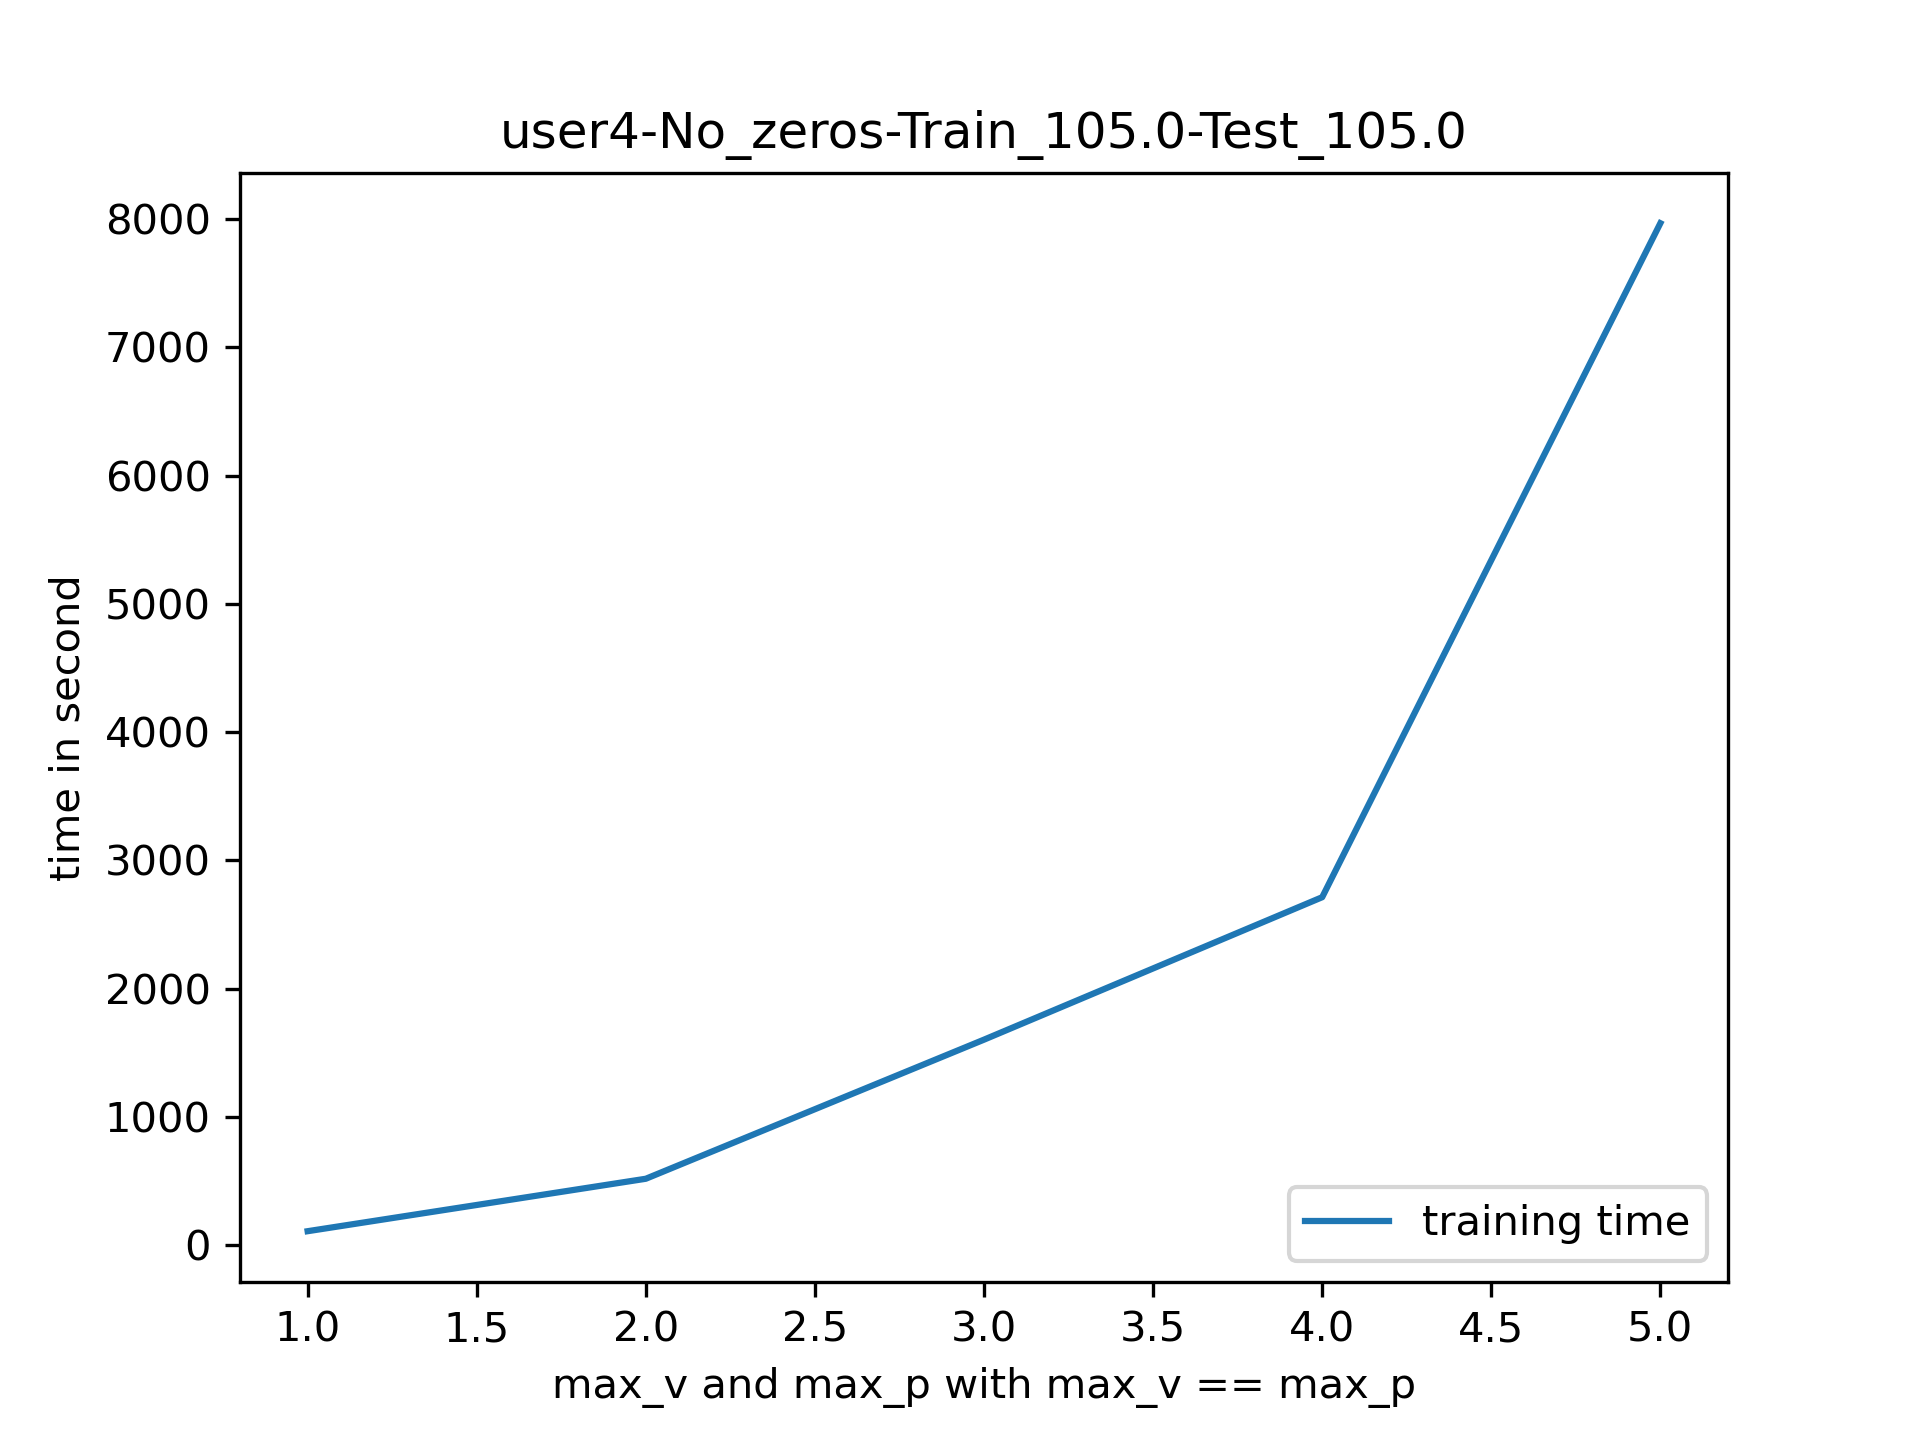 user4-No_zeros-Train_105.0-Test_105.0
8000
7000
6000
5000
4000
3000
2000
1000
0
time in second
training time
1.0 1.5 2.0 2.5 3.0 3.5 4.0 4.5 5.0
max_v and max_p with max_v == max_p